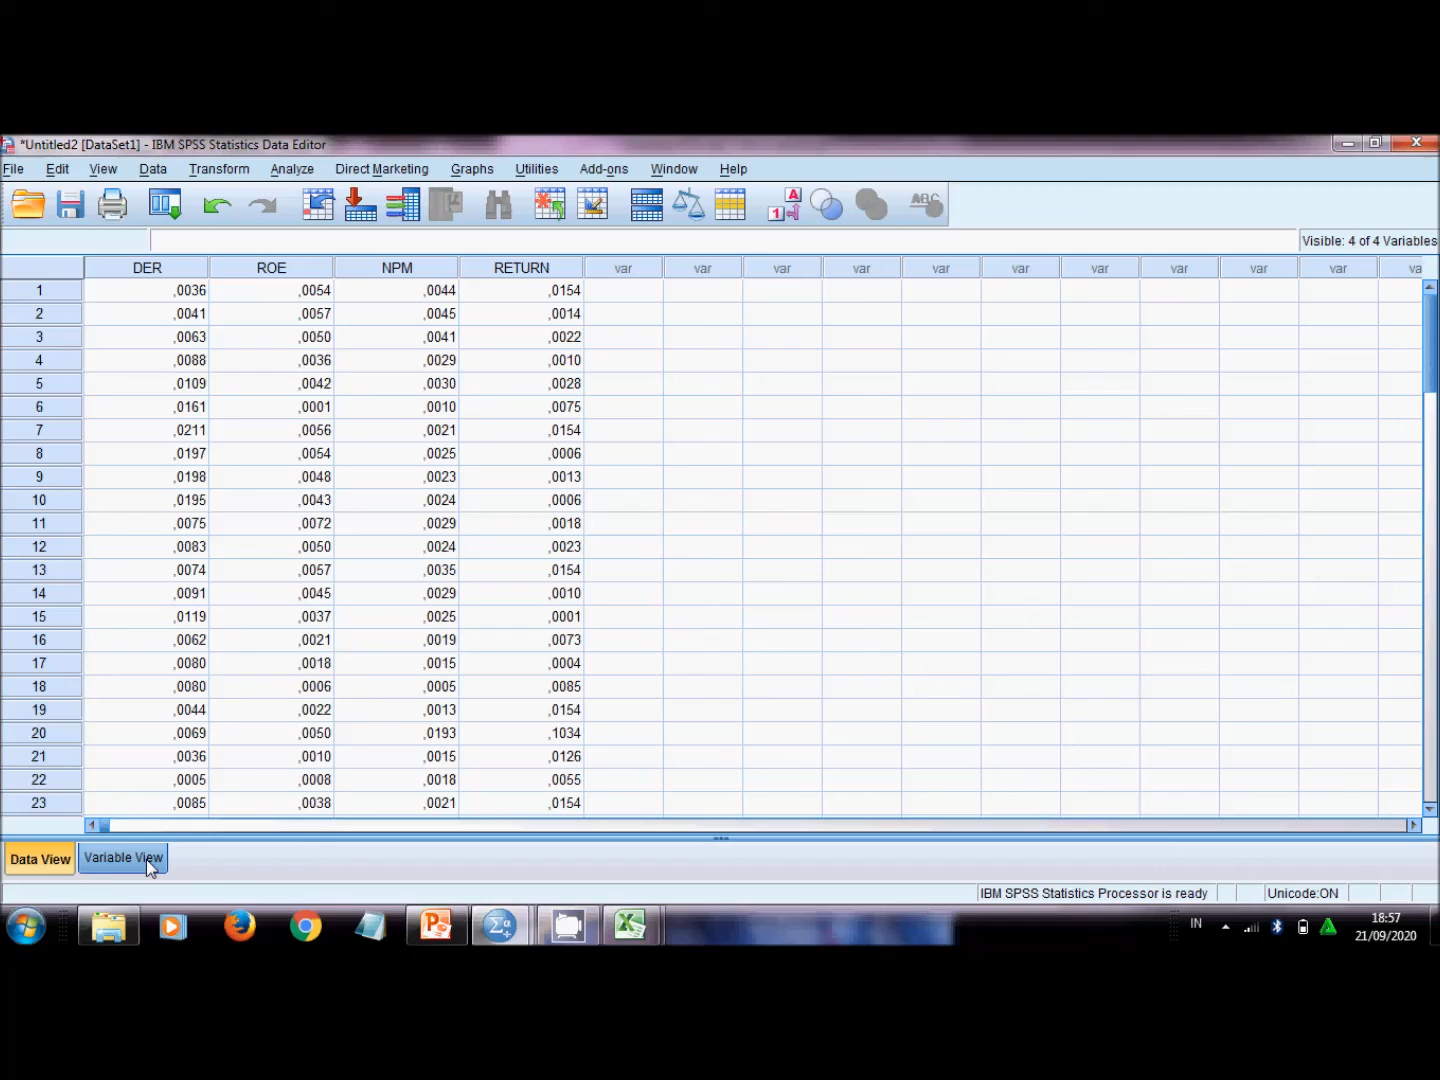 *Untitled2 [DataSet1] - IBM SPSS Statistics Data Editor
File Edit View Data Transform Analyze Direct Marketing Graphs Utilities Add-ons Window Help
Visible: 4 of 4 Variables
DER ROE NPM RETURN var var var var var var var var var var va
1 ,0036 ,0054 ,0044 ,0154
2 ,0041 ,0057 ,0045 ,0014
3 ,0063 ,0050 ,0041 ,0022
4 ,0088 ,0036 ,0029 ,0010
5 ,0109 ,0042 ,0030 ,0028
6 ,0161 ,0001 ,0010 ,0075
7 ,0211 ,0056 ,0021 ,0154
8 ,0197 ,0054 ,0025 ,0006
9 ,0198 ,0048 ,0023 ,0013
10 ,0195 ,0043 ,0024 ,0006
11 ,0075 ,0072 ,0029 ,0018
12 ,0083 ,0050 ,0024 ,0023
13 ,0074 ,0057 ,0035 ,0154
14 ,0091 ,0045 ,0029 ,0010
15 ,0119 ,0037 ,0025 ,0001
16 ,0062 ,0021 ,0019 ,0073
17 ,0080 ,0018 ,0015 ,0004
18 ,0080 ,0006 ,0005 ,0085
19 ,0044 ,0022 ,0013 ,0154
20 ,0069 ,0050 ,0193 ,1034
21 ,0036 ,0010 ,0015 ,0126
22 ,0005 ,0008 ,0018 ,0055
23 ,0085 ,0038 ,0021 ,0154
Data View Variable View
IBM SPSS Statistics Processor is ready Unicode:ON
IN 18:57
21/09/2020